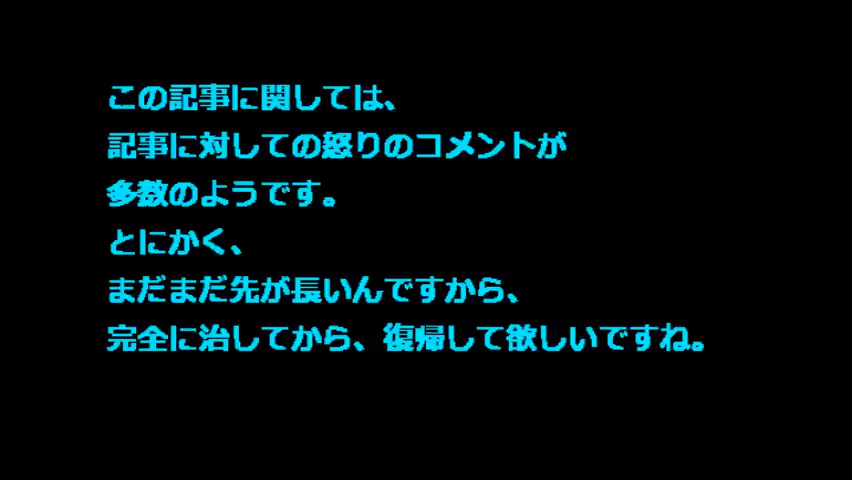 この記事に関しては、
記事に対しての怒りのコメントが
多数のようです。
とにかく、
まだまだ先が長いんですから、
完全に治してから、復帰して欲しいですね。